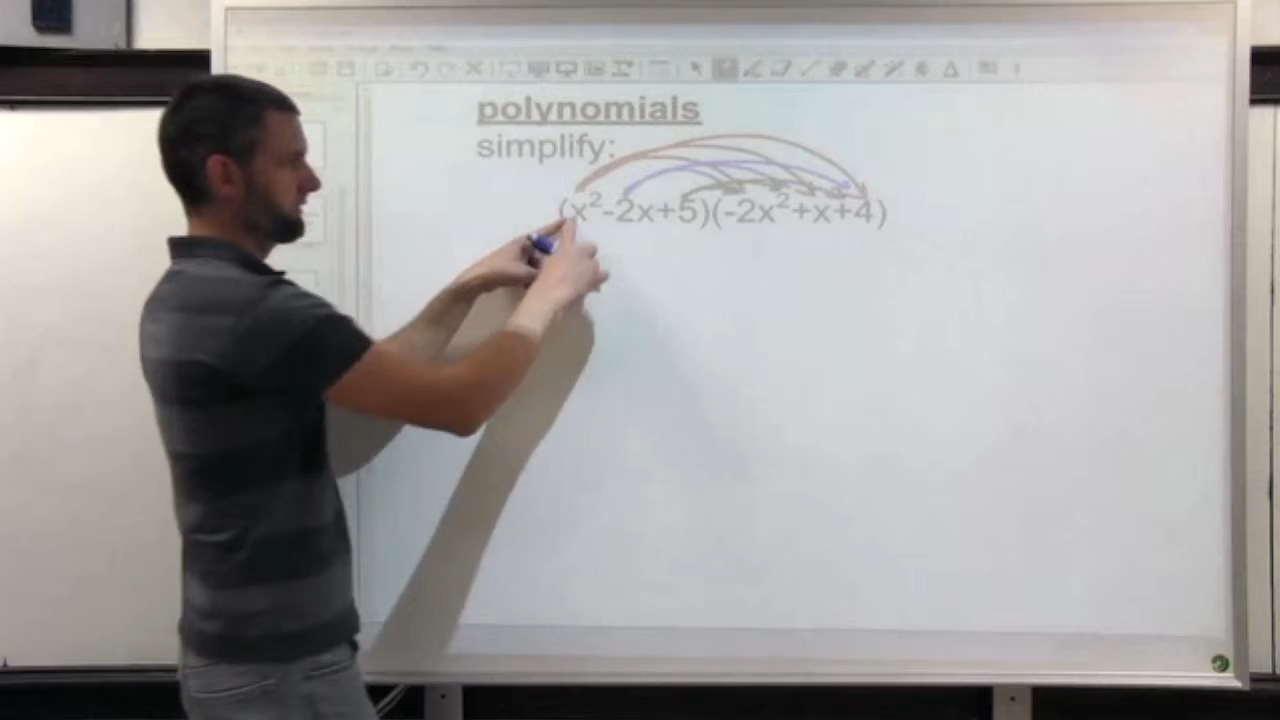 polynomials
simplify:
(x²-2x+5)(-2x²+x+4)